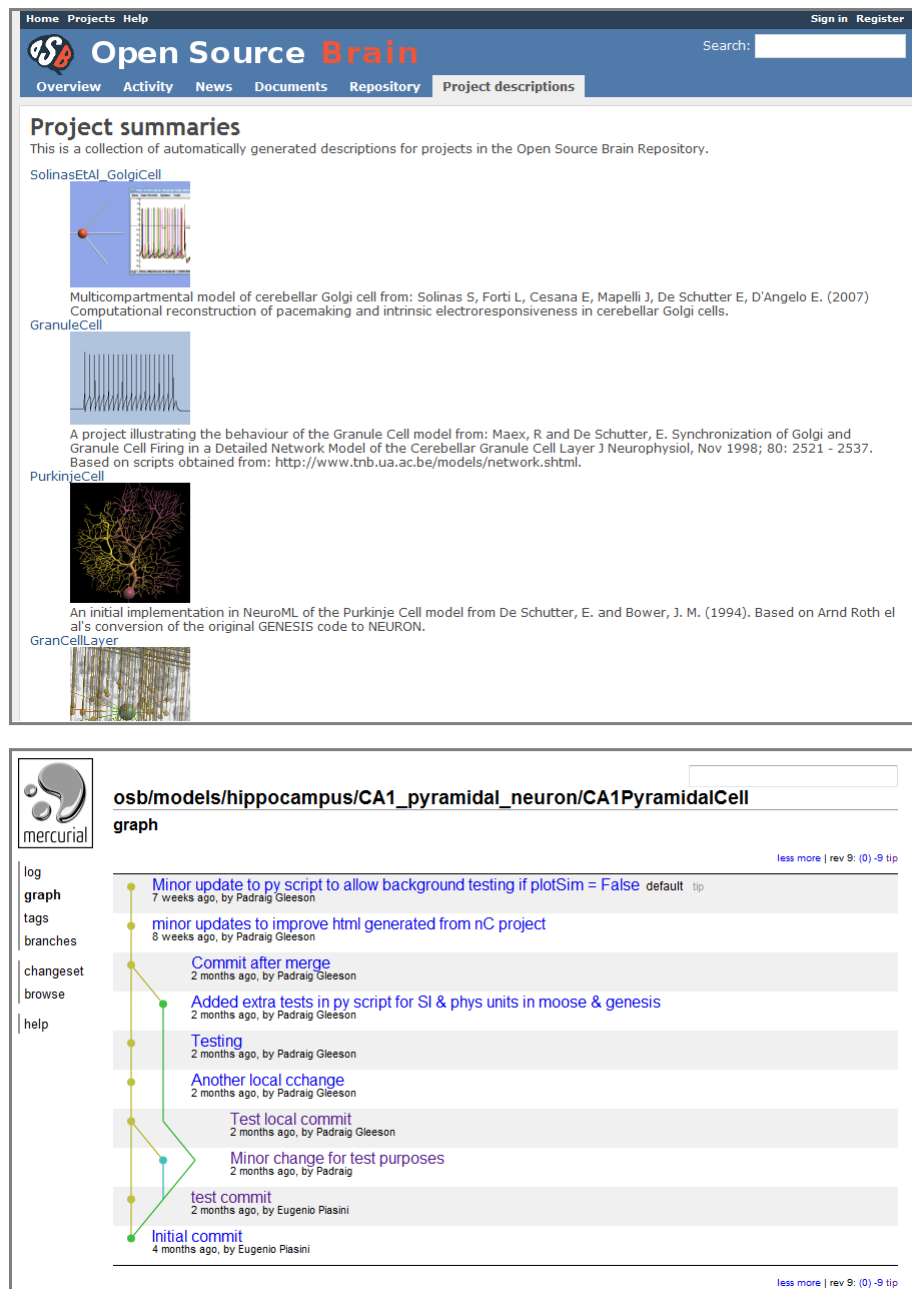 Home Projects Help
Sign in Register
OSB Open Source Brain
Search:
Overview Activity News Documents Repository Project descriptions
Project summaries
This is a collection of automatically generated descriptions for projects in the Open Source Brain Repository.
SolinasEtAl_GolgiCell
Multicompartmental model of cerebellar Golgi cell from: Solinas S, Forti L, Cesana E, Mapelli J, De Schutter E, D'Angelo E. (2007)
Computational reconstruction of pacemaking and intrinsic electroresponsiveness in cerebellar Golgi cells.
GranuleCell
A project illustrating the behaviour of the Granule Cell model from: Maex, R and De Schutter, E. Synchronization of Golgi and
Granule Cell Firing in a Detailed Network Model of the Cerebellar Granule Cell Layer J Neurophysiol, Nov 1998; 80: 2521 - 2537.
Based on scripts obtained from: http://www.tnb.ua.ac.be/models/network.shtml.
PurkinjeCell
An initial implementation in NeuroML of the Purkinje Cell model from De Schutter, E. and Bower, J. M. (1994). Based on Arnd Roth el
al's conversion of the original GENESIS code to NEURON.
GranCellLayer
mercurial
osb/models/hippocampus/CA1_pyramidal_neuron/CA1PyramidalCell
graph
less more | rev 9: (0) -9 tip
log
graph
tags
branches
changeset
browse
help
Minor update to py script to allow background testing if plotSim = False default tip
7 weeks ago, by Padraig Gleeson
minor updates to improve html generated from nC project
8 weeks ago, by Padraig Gleeson
Commit after merge
2 months ago, by Padraig Gleeson
Added extra tests in py script for SI & phys units in moose & genesis
2 months ago, by Padraig Gleeson
Testing
2 months ago, by Padraig Gleeson
Another local cchange
2 months ago, by Padraig Gleeson
Test local commit
2 months ago, by Padraig Gleeson
Minor change for test purposes
2 months ago, by Padraig
test commit
2 months ago, by Eugenio Piasini
Initial commit
4 months ago, by Eugenio Piasini
less more | rev 9: (0) -9 tip